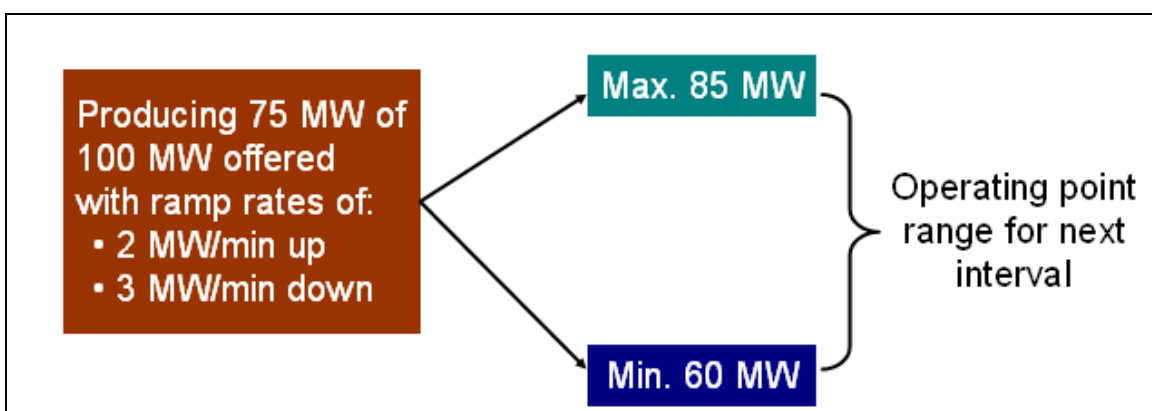 Producing 75 MW of
100 MW offered
with ramp rates of:
• 2 MW/min up
• 3 MW/min down
Max. 85 MW
Operating point
range for next
interval
Min. 60 MW